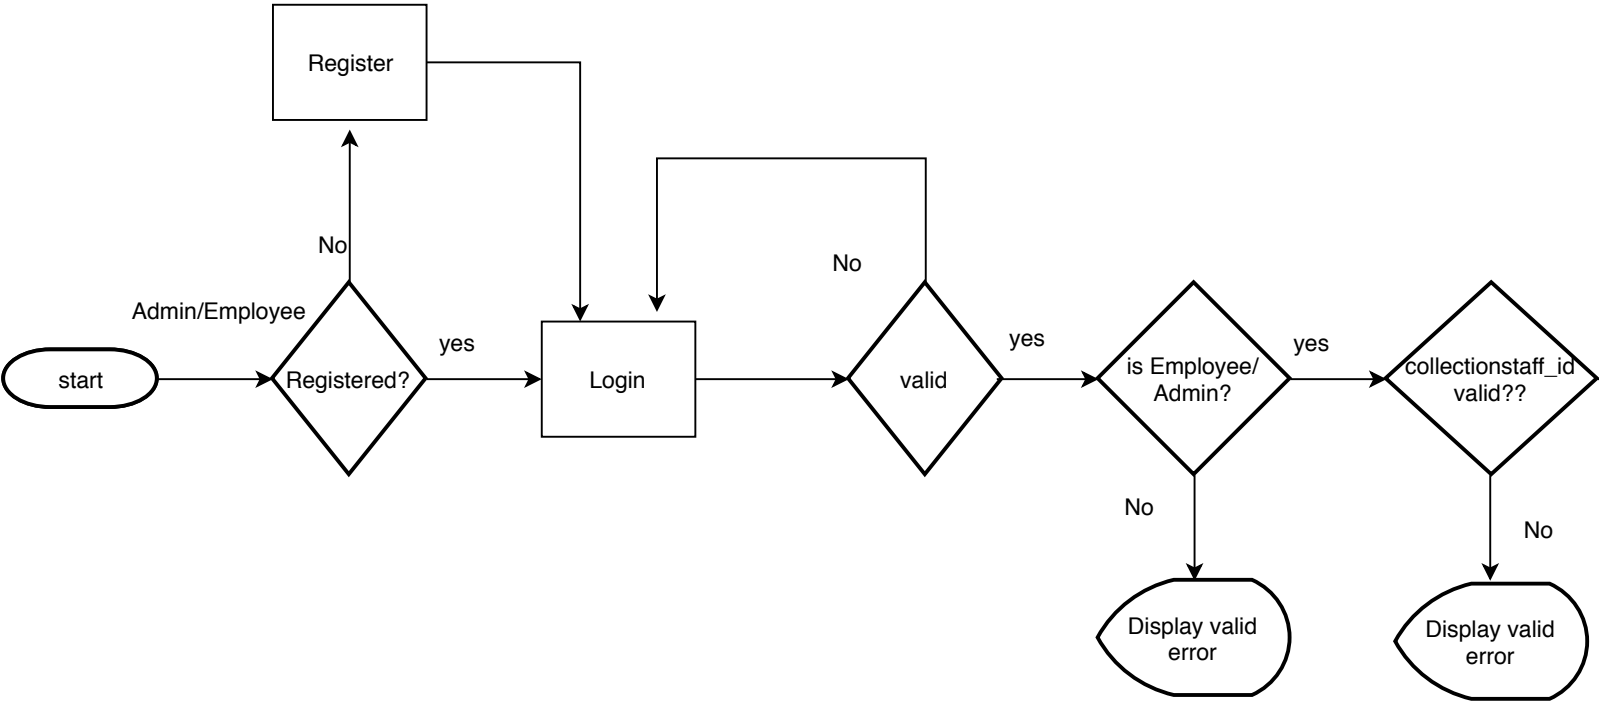 Register
No
Admin/Employee
start
Registered?
yes
Login
No
valid
yes
is Employee/
Admin?
yes
collectionstaff_id
valid??
No
Display valid
error
No
Display valid
error